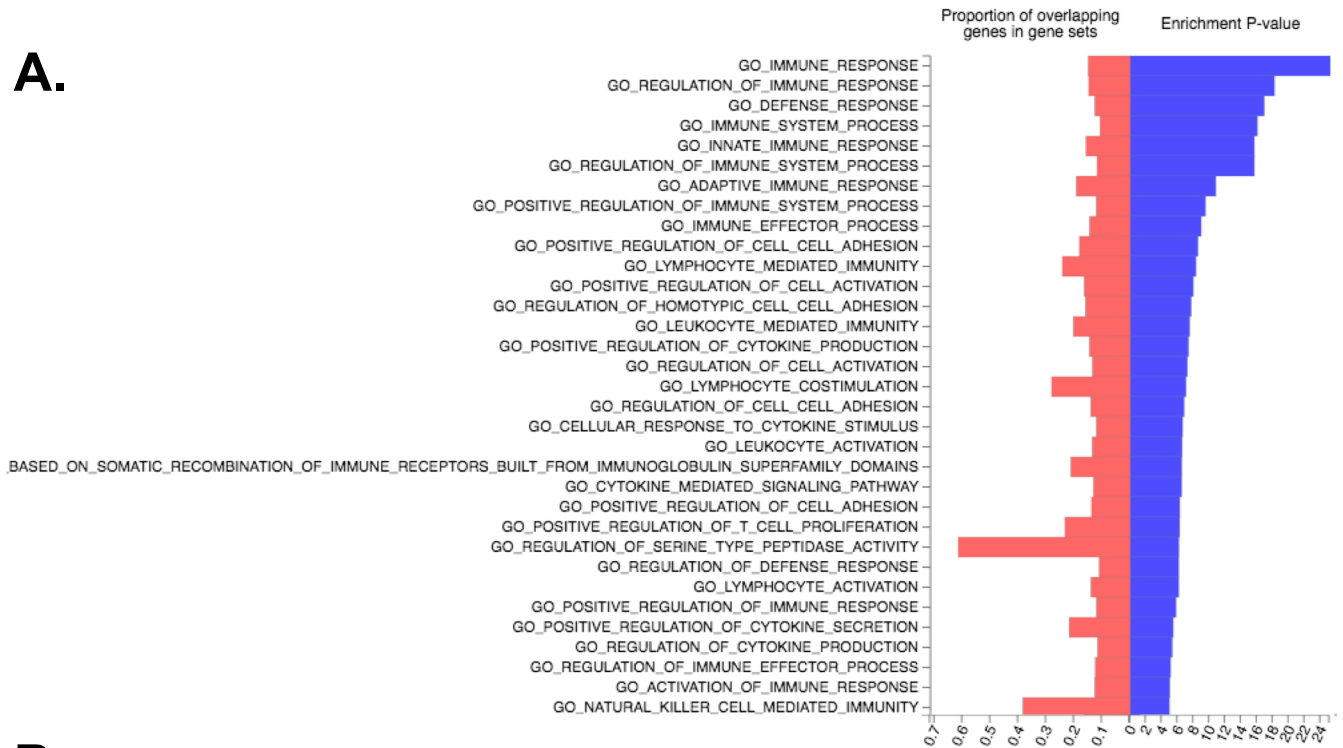 Proportion of overlapping
genes in gene sets
Enrichment P-value
A.
GO_IMMUNE_RESPONSE
GO_REGULATION_OF_IMMUNE_RESPONSE
GO_DEFENSE_RESPONSE
GO_IMMUNE_SYSTEM_PROCESS
GO_INNATE_IMMUNE_RESPONSE
GO_REGULATION_OF_IMMUNE_SYSTEM_PROCESS
GO_ADAPTIVE_IMMUNE_RESPONSE
GO_POSITIVE_REGULATION_OF_IMMUNE_SYSTEM_PROCESS
GO_IMMUNE_EFFECTOR_PROCESS
GO_POSITIVE_REGULATION_OF_CELL_CELL_ADHESION
GO_LYMPHOCYTE_MEDIATED_IMMUNITY
GO_POSITIVE_REGULATION_OF_CELL_ACTIVATION
GO_REGULATION_OF_HOMOTYPIC_CELL_CELL_ADHESION
GO_LEUKOCYTE_MEDIATED_IMMUNITY
GO_POSITIVE_REGULATION_OF_CYTOKINE_PRODUCTION
GO_REGULATION_OF_CELL_ACTIVATION
GO_LYMPHOCYTE_COSTIMULATION
GO_REGULATION_OF_CELL_CELL_ADHESION
GO_CELLULAR_RESPONSE_TO_CYTOKINE_STIMULUS
GO_LEUKOCYTE_ACTIVATION
_BASED_ON_SOMATIC_RECOMBINATION_OF_IMMUNE_RECEPTORS_BUILT_FROM_IMMUNOGLOBULIN_SUPERFAMILY_DOMAINS
GO_CYTOKINE_MEDIATED_SIGNALING_PATHWAY
GO_POSITIVE_REGULATION_OF_CELL_ADHESION
GO_POSITIVE_REGULATION_OF_T_CELL_PROLIFERATION
GO_REGULATION_OF_SERINE_TYPE_PEPTIDASE_ACTIVITY
GO_REGULATION_OF_DEFENSE_RESPONSE
GO_LYMPHOCYTE_ACTIVATION
GO_POSITIVE_REGULATION_OF_IMMUNE_RESPONSE
GO_POSITIVE_REGULATION_OF_CYTOKINE_SECRETION
GO_REGULATION_OF_CYTOKINE_PRODUCTION
GO_REGULATION_OF_IMMUNE_EFFECTOR_PROCESS
GO_ACTIVATION_OF_IMMUNE_RESPONSE
GO_NATURAL_KILLER_CELL_MEDIATED_IMMUNITY
0.7 0.6 0.5 0.4 0.3 0.2 0.1 0 2 4 6 8 10 12 14 16 18 20 22 24